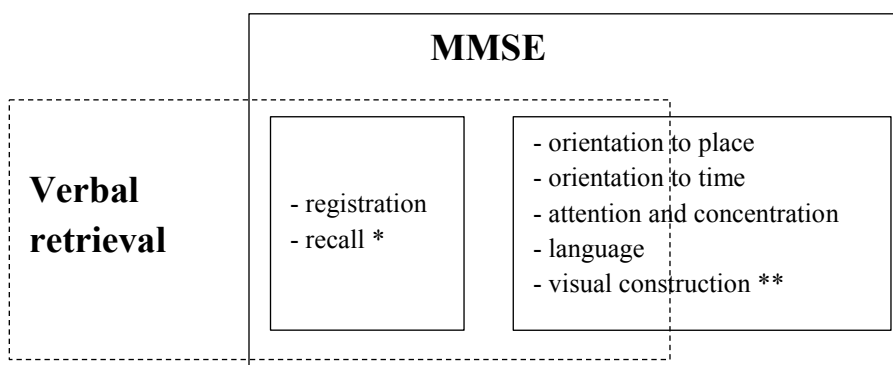 MMSE
Verbal
retrieval
- registration
- recall *
- orientation to place
- orientation to time
- attention and concentration
- language
- visual construction **